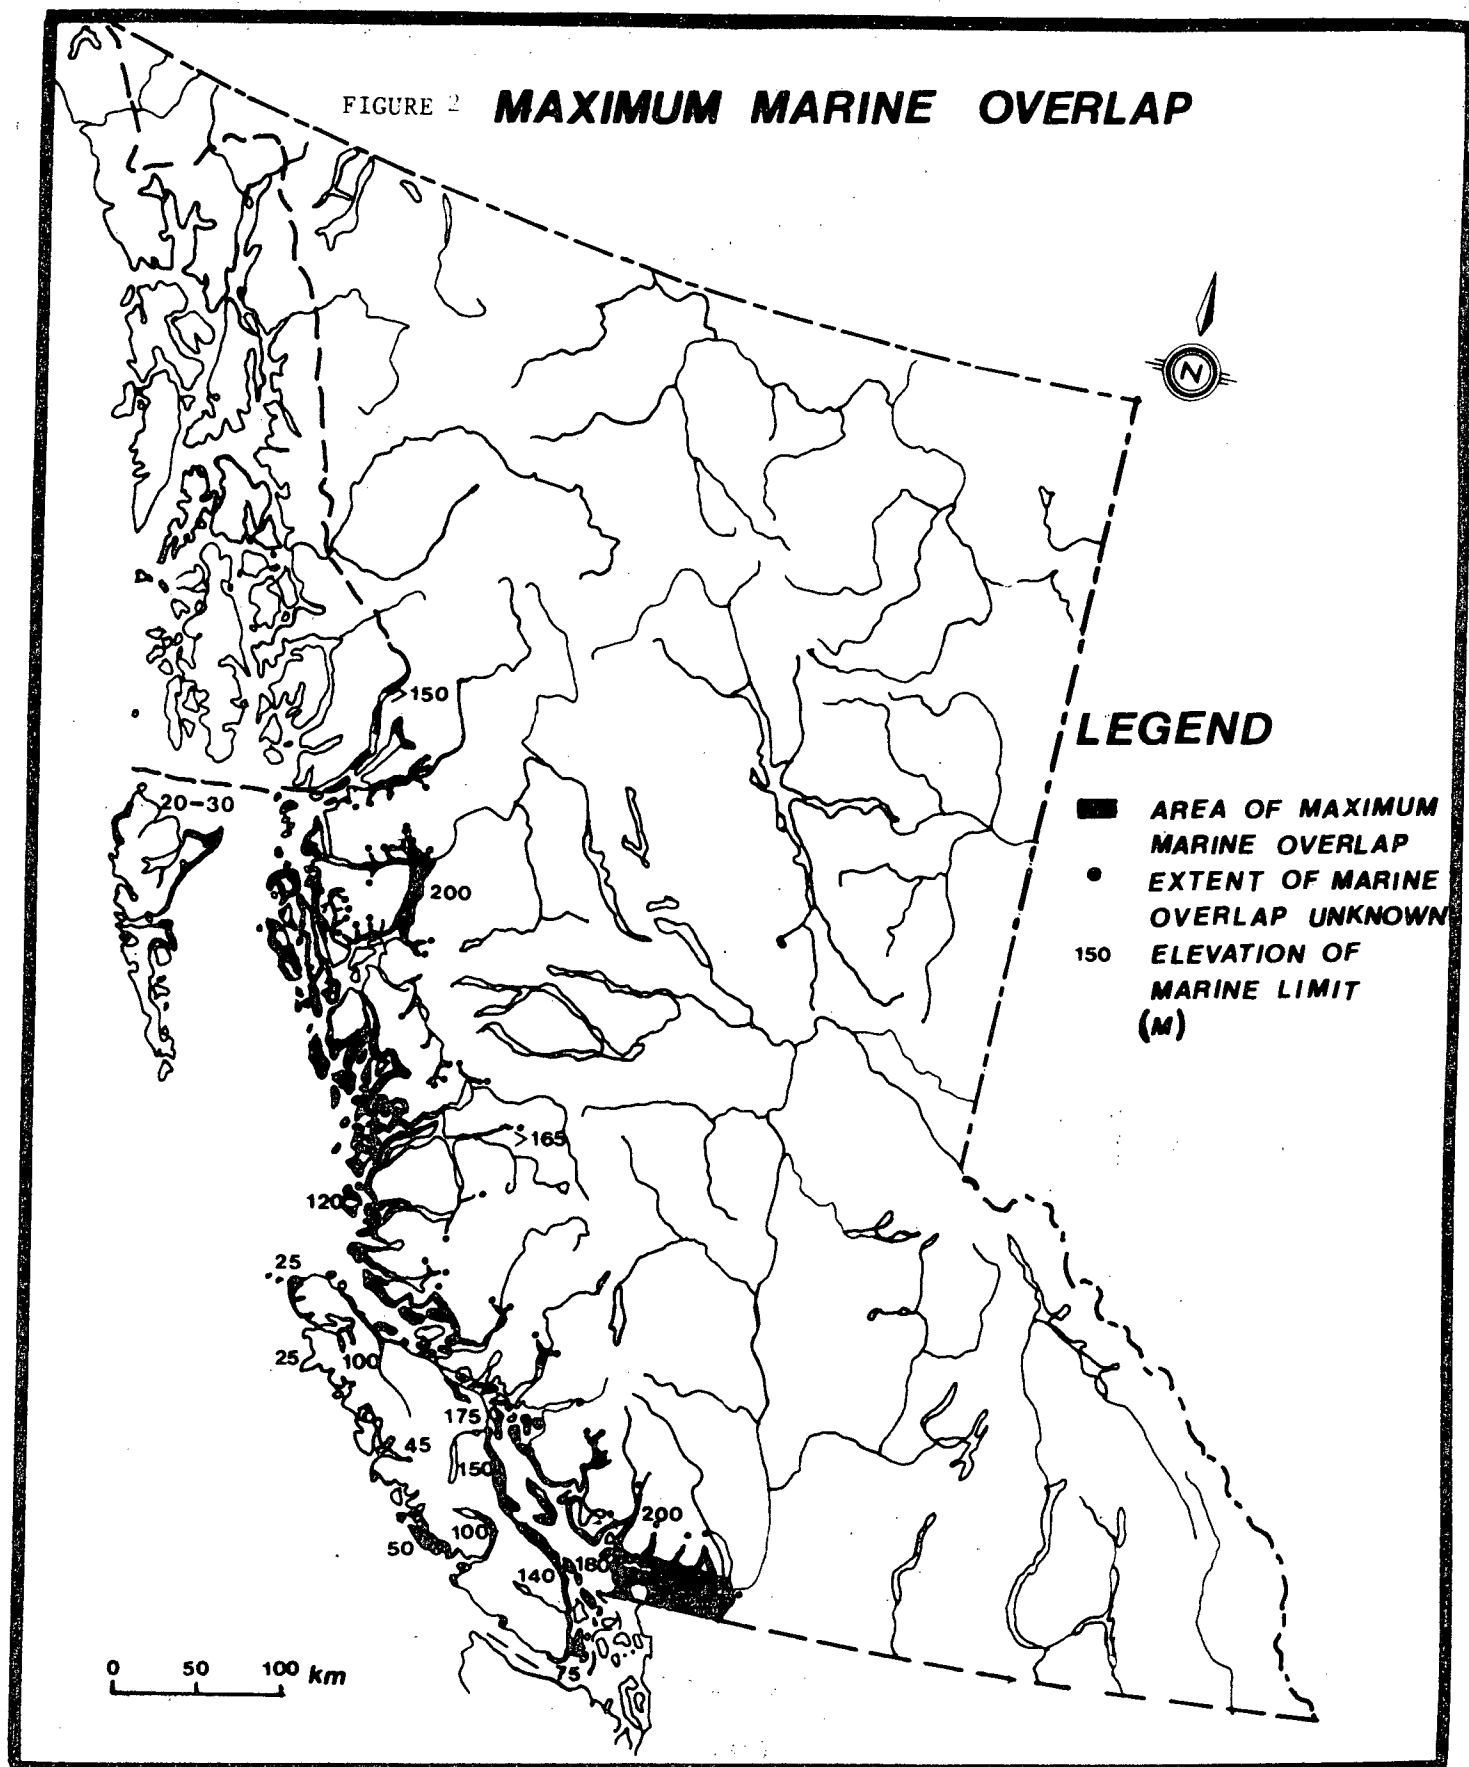 FIGURE 2 MAXIMUM MARINE OVERLAP
N
>150
LEGEND
20-30
AREA OF MAXIMUM
MARINE OVERLAP
EXTENT OF MARINE
OVERLAP UNKNOWN
200
150 ELEVATION OF
MARINE LIMIT
(M)
>165
120
25
25
100
175
45
150
200
100
50
180
140
75
0 50 100 km